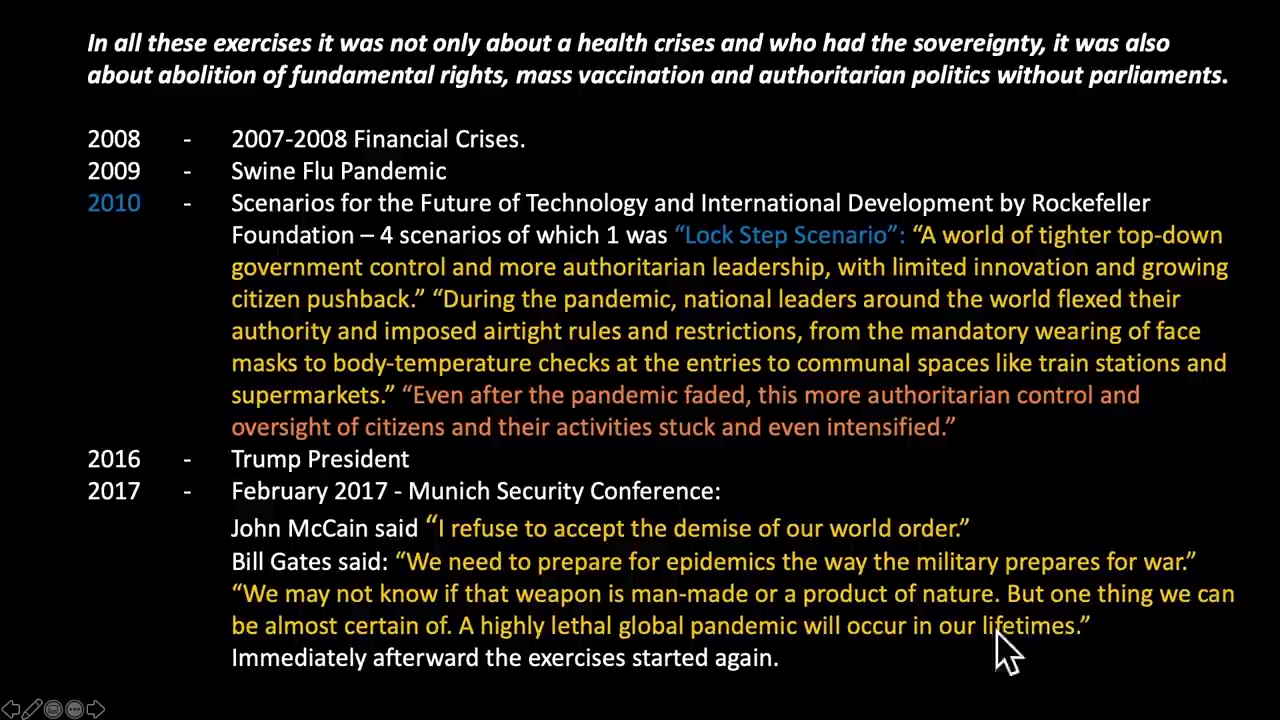 In all these exercises it was not only about a health crises and who had the sovereignty, it was also
about abolition of fundamental rights, mass vaccination and authoritarian politics without parliaments.
2008 - 2007-2008 Financial Crises.
2009 - Swine Flu Pandemic
2010 - Scenarios for the Future of Technology and International Development by Rockefeller
Foundation – 4 scenarios of which 1 was “Lock Step Scenario”: “A world of tighter top-down
government control and more authoritarian leadership, with limited innovation and growing
citizen pushback.” “During the pandemic, national leaders around the world flexed their
authority and imposed airtight rules and restrictions, from the mandatory wearing of face
masks to body-temperature checks at the entries to communal spaces like train stations and
supermarkets.” “Even after the pandemic faded, this more authoritarian control and
oversight of citizens and their activities stuck and even intensified.”
2016 - Trump President
2017 - February 2017 - Munich Security Conference:
John McCain said “I refuse to accept the demise of our world order.”
Bill Gates said: “We need to prepare for epidemics the way the military prepares for war.”
“We may not know if that weapon is man-made or a product of nature. But one thing we can
be almost certain of. A highly lethal global pandemic will occur in our lifetimes.”
Immediately afterward the exercises started again.